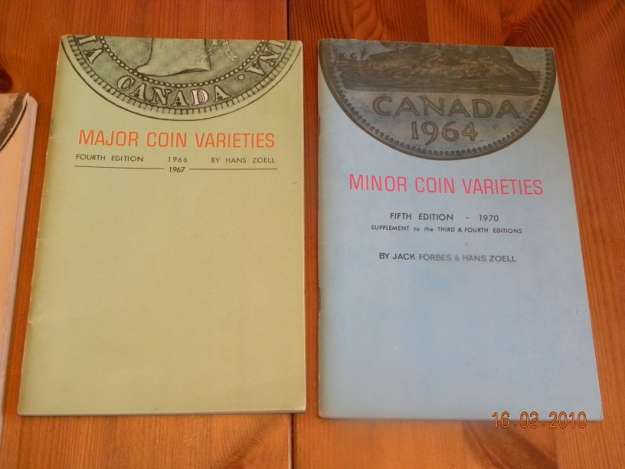 CANADA
MAJOR COIN VARIETIES
FOURTH EDITION 1966 BY HANS ZOELL
1967
CANADA
1964
MINOR COIN VARIETIES
FIFTH EDITION - 1970
SUPPLEMENT to the THIRD & FOURTH EDITIONS
BY JACK FORBES & HANS ZOELL
16 03 2010